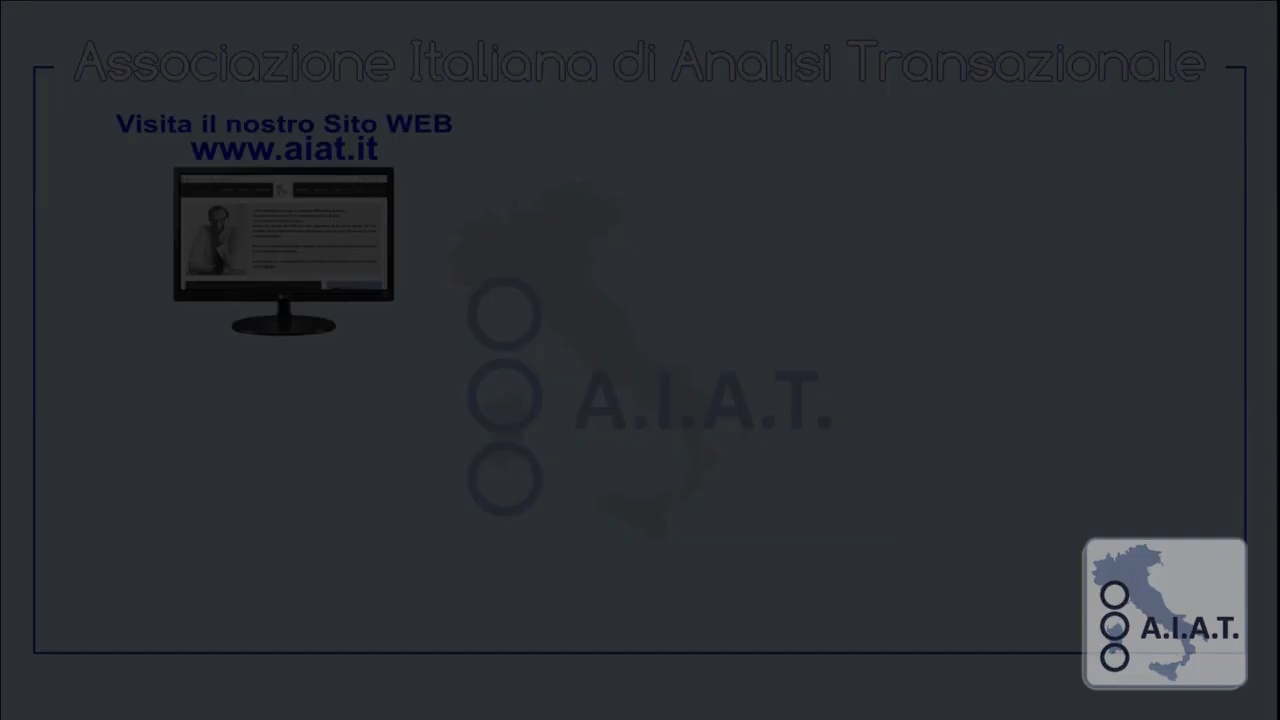 Associazione Italiana di Analisi Transazionale
Visita il nostro Sito WEB
www.aiat.it
A.I.A.T.
A.I.A.T.